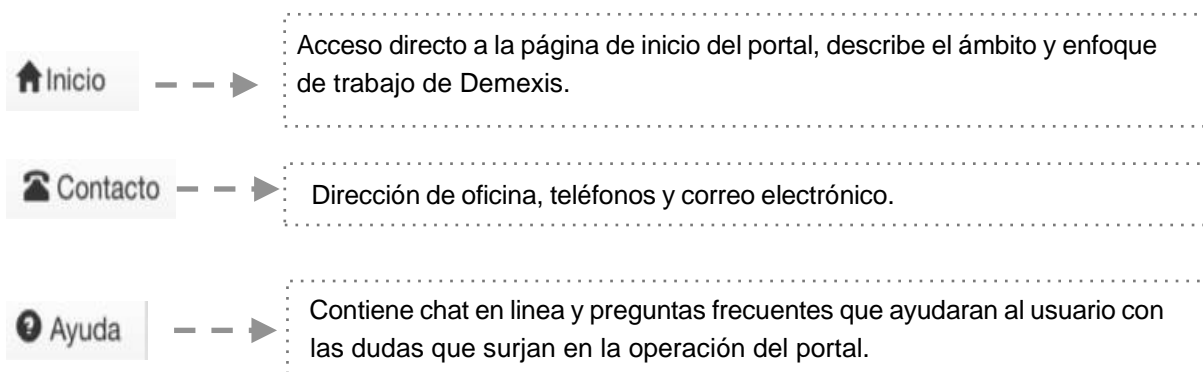 Inicio
Acceso directo a la página de inicio del portal, describe el ámbito y enfoque
de trabajo de Demexis.
Contacto
Dirección de oficina, teléfonos y correo electrónico.
Ayuda
Contiene chat en linea y preguntas frecuentes que ayudaran al usuario con
las dudas que surjan en la operación del portal.